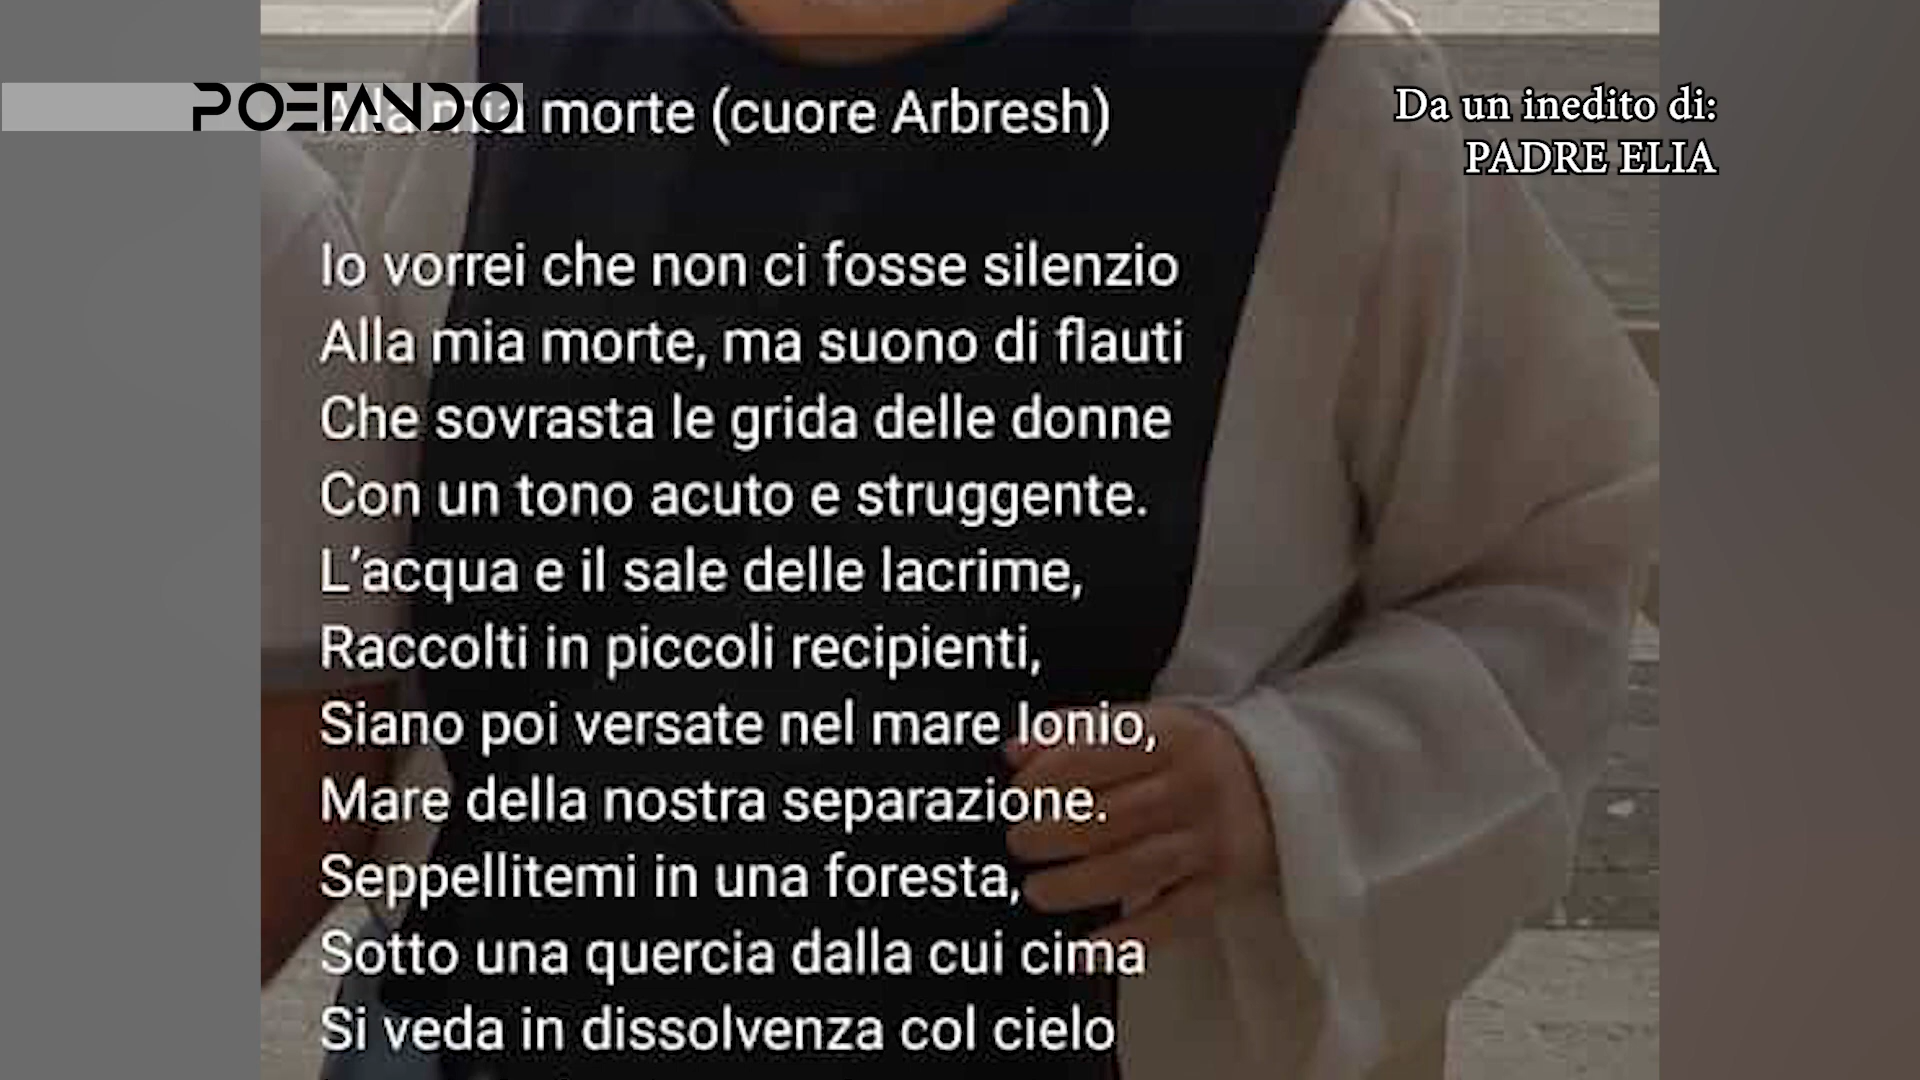 POETANDO
Alla mia morte (cuore Arbresh)
Da un inedito di:
PADRE ELIA
Io vorrei che non ci fosse silenzio
Alla mia morte, ma suono di flauti
Che sovrasta le grida delle donne
Con un tono acuto e struggente.
L'acqua e il sale delle lacrime,
Raccolti in piccoli recipienti,
Siano poi versate nel mare Ionio,
Mare della nostra separazione.
Seppellitemi in una foresta,
Sotto una quercia dalla cui cima
Si veda in dissolvenza col cielo